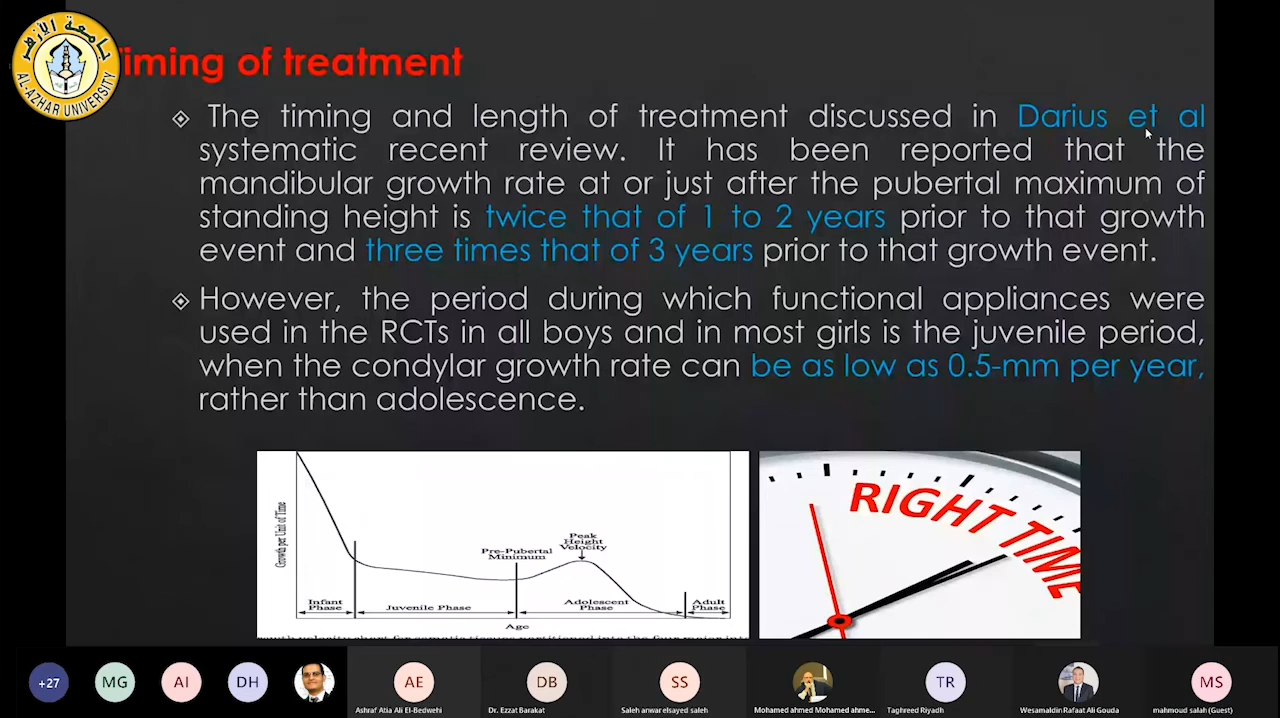 جامعة الأزهر
AL-AZHAR UNIVERSITY
iming of treatment
The timing and length of treatment discussed in Darius et al
systematic recent review. It has been reported that the
mandibular growth rate at or just after the pubertal maximum of
standing height is twice that of 1 to 2 years prior to that growth
event and three times that of 3 years prior to that growth event.
However, the period during which functional appliances were
used in the RCTs in all boys and in most girls is the juvenile period,
when the condylar growth rate can be as low as 0.5-mm per year,
rather than adolescence.
Growth per Unit of Time
Peak
Height
Velocity
Pre-Pubertal
Minimum
Infant
Phase
Juvenile Phase
Adolescent
Phase
Adult
Phase
Age
RIGHT TIME
+27
MG
AI
DH
AE
DB
SS
TR
MS
Ashraf Atia Ali El-Bedwehi
Dr. Ezzat Barakat
Saleh anwar elsayed saleh
Mohamed ahmed Mohamed ahme...
Taghreed Riyadh
Wesamaldin Rafaat Ali Gouda
mahmoud salah (Guest)